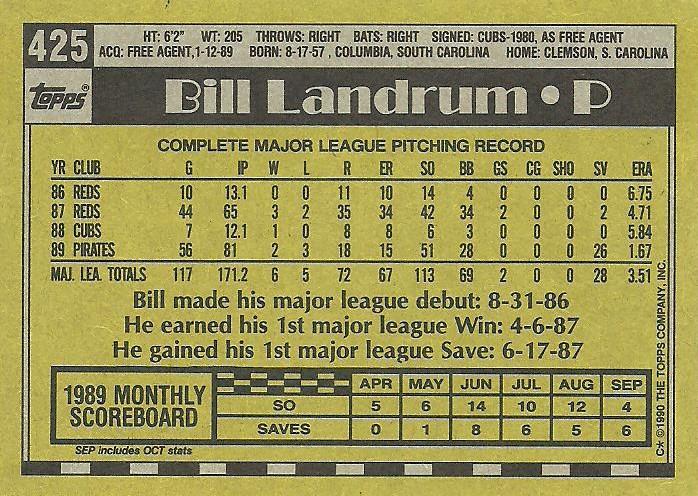 425
HT: 6'2" WT: 205 THROWS: RIGHT BATS: RIGHT SIGNED: CUBS-1980, AS FREE AGENT
ACQ: FREE AGENT,1-12-89 BORN: 8-17-57 , COLUMBIA, SOUTH CAROLINA HOME: CLEMSON, S. CAROLINA
topps®
Bill Landrum • P
COMPLETE MAJOR LEAGUE PITCHING RECORD
YR CLUB G IP W L R ER SO BB GS CG SHO SV ERA
86 REDS 10 13.1 0 0 11 10 14 4 0 0 0 0 6.75
87 REDS 44 65 3 2 35 34 42 34 2 0 0 2 4.71
88 CUBS 7 12.1 1 0 8 8 6 3 0 0 0 0 5.84
89 PIRATES 56 81 2 3 18 15 51 28 0 0 0 26 1.67
MAJ. LEA. TOTALS 117 171.2 6 5 72 67 113 69 2 0 0 28 3.51
Bill made his major league debut: 8-31-86
He earned his 1st major league Win: 4-6-87
He gained his 1st major league Save: 6-17-87
1989 MONTHLY
SCOREBOARD
APR MAY JUN JUL AUG SEP
SO 5 6 14 10 12 4
SAVES 0 1 8 6 5 6
SEP includes OCT stats
C* ©1990 THE TOPPS COMPANY, INC.